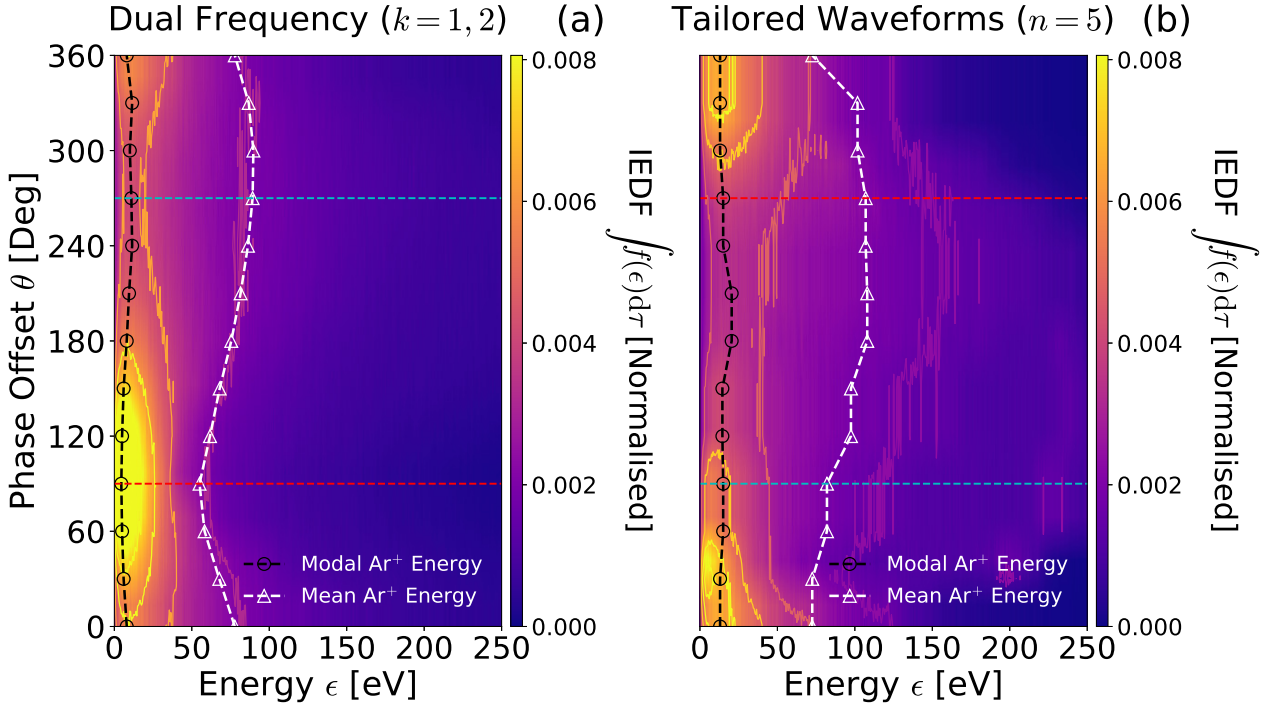 Dual Frequency (k = 1, 2) (a)
Phase Offset θ [Deg]
360
300
240
180
120
60
0
Modal Ar⁺ Energy
Mean Ar⁺ Energy
0 50 100 150 200 250
Energy ϵ [eV]
0.008
0.006
0.004
0.002
0.000
IEDF ∫f(ϵ)dτ [Normalised]
Tailored Waveforms (n = 5) (b)
Modal Ar⁺ Energy
Mean Ar⁺ Energy
0 50 100 150 200 250
Energy ϵ [eV]
0.008
0.006
0.004
0.002
0.000
IEDF ∫f(ϵ)dτ [Normalised]